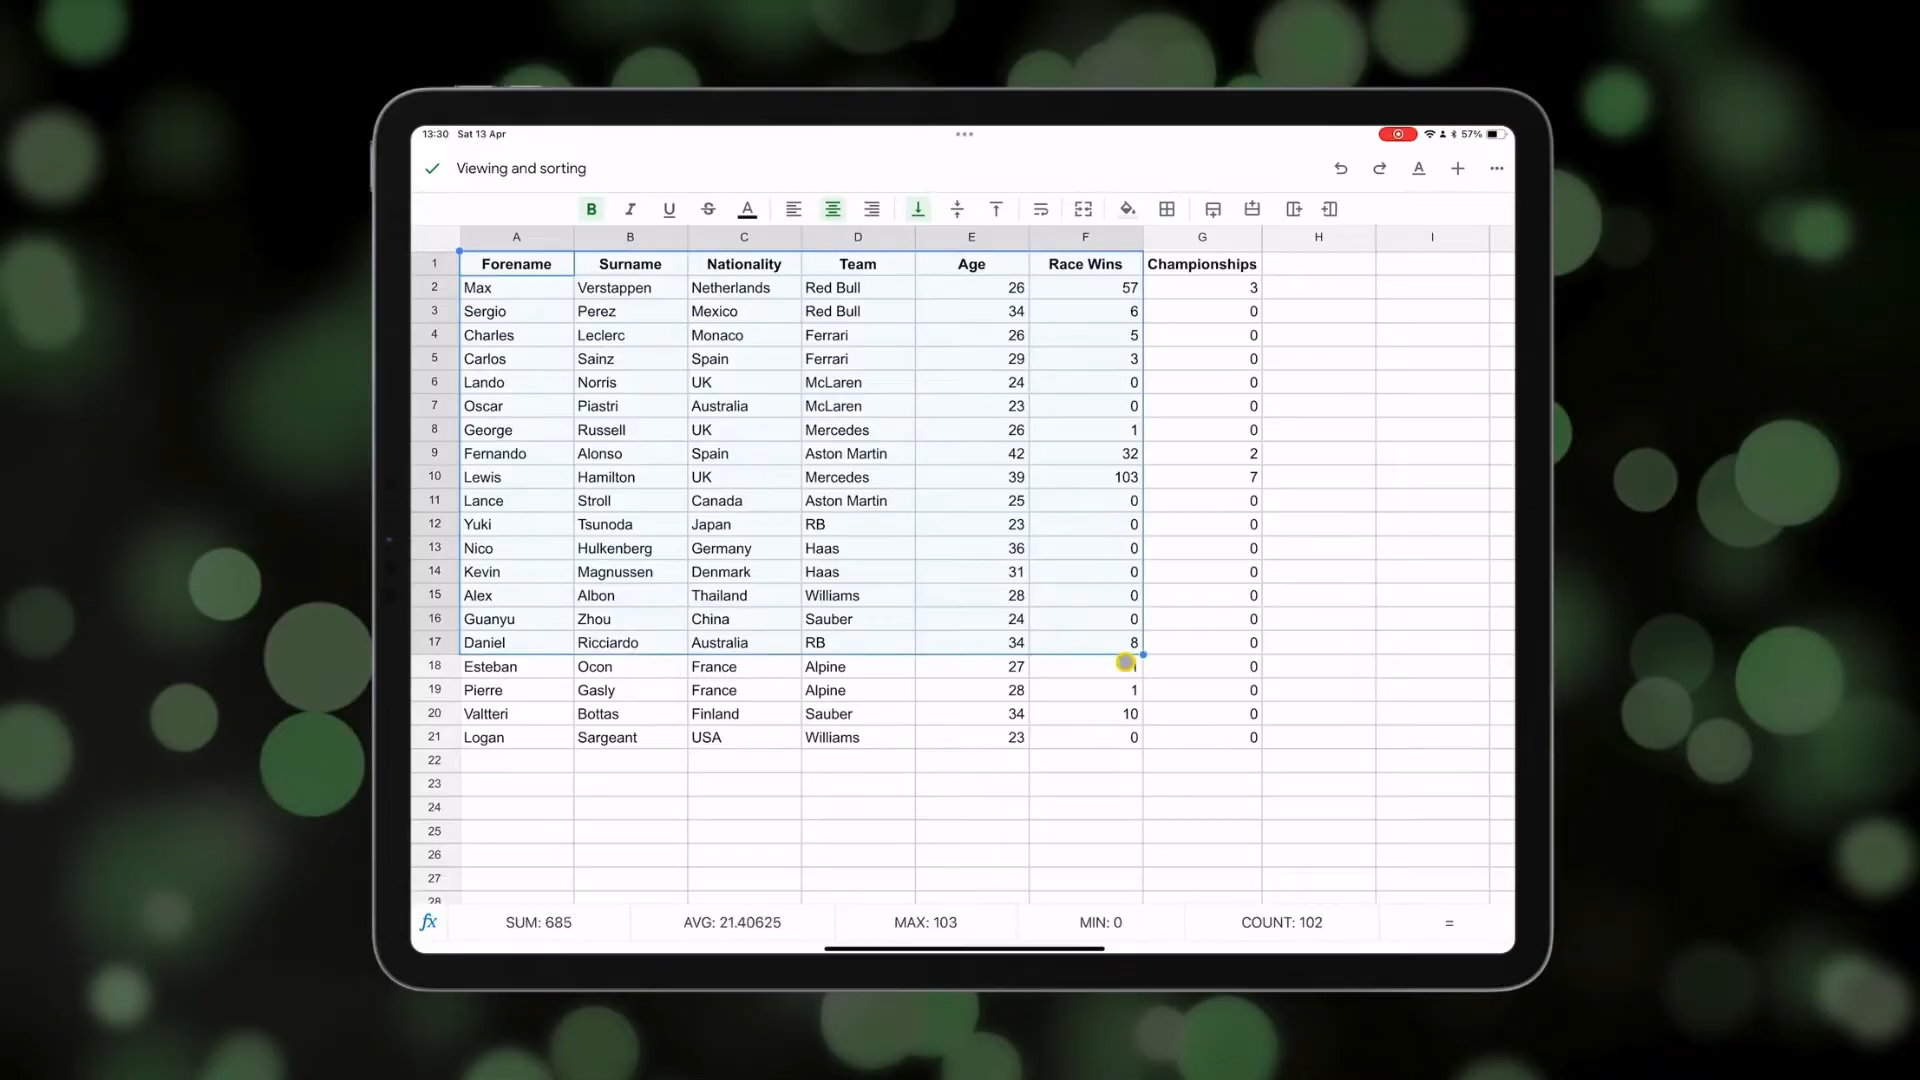 13:30 Sat 13 Apr 57%
Viewing and sorting
B I U S A
A B C D E F G H I
1 Forename Surname Nationality Team Age Race Wins Championships
2 Max Verstappen Netherlands Red Bull 26 57 3
3 Sergio Perez Mexico Red Bull 34 6 0
4 Charles Leclerc Monaco Ferrari 26 5 0
5 Carlos Sainz Spain Ferrari 29 3 0
6 Lando Norris UK McLaren 24 0 0
7 Oscar Piastri Australia McLaren 23 0 0
8 George Russell UK Mercedes 26 1 0
9 Fernando Alonso Spain Aston Martin 42 32 2
10 Lewis Hamilton UK Mercedes 39 103 7
11 Lance Stroll Canada Aston Martin 25 0 0
12 Yuki Tsunoda Japan RB 23 0 0
13 Nico Hulkenberg Germany Haas 36 0 0
14 Kevin Magnussen Denmark Haas 31 0 0
15 Alex Albon Thailand Williams 28 0 0
16 Guanyu Zhou China Sauber 24 0 0
17 Daniel Ricciardo Australia RB 34 8 0
18 Esteban Ocon France Alpine 27 0
19 Pierre Gasly France Alpine 28 1 0
20 Valtteri Bottas Finland Sauber 34 10 0
21 Logan Sargeant USA Williams 23 0 0
22
23
24
25
26
27
28
fx SUM: 685 AVG: 21.40625 MAX: 103 MIN: 0 COUNT: 102 =